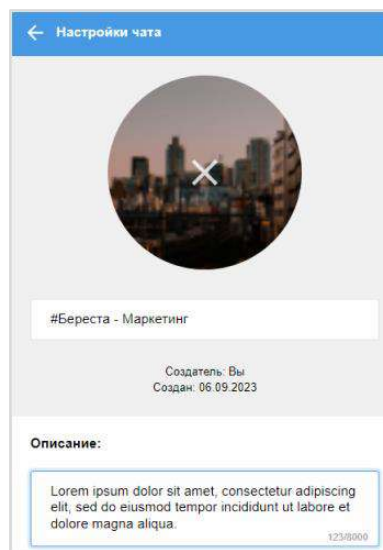 Настройки чата
#Береста - Маркетинг
Создатель: Вы
Создан: 06.09.2023
Описание:
Lorem ipsum dolor sit amet, consectetur adipiscing
elit, sed do eiusmod tempor incididunt ut labore et
dolore magna aliqua.
123/8000